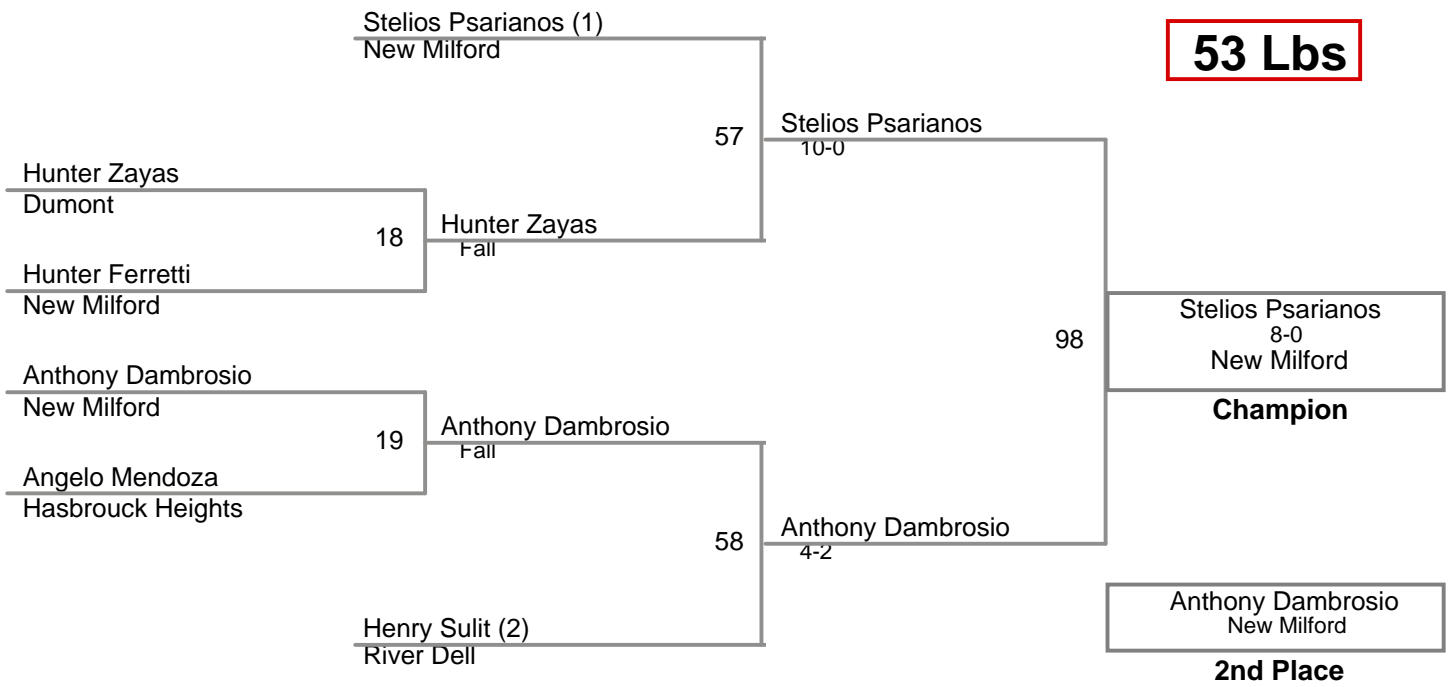 Stelios Psarianos (1)
New Milford
53 Lbs
57
Stelios Psarianos
10-0
Hunter Zayas
Dumont
18
Hunter Zayas
Fall
Hunter Ferretti
New Milford
98
Stelios Psarianos
8-0
New Milford
Champion
Anthony Dambrosio
New Milford
19
Anthony Dambrosio
Fall
Angelo Mendoza
Hasbrouck Heights
58
Anthony Dambrosio
4-2
Henry Sulit (2)
River Dell
Anthony Dambrosio
New Milford
2nd Place